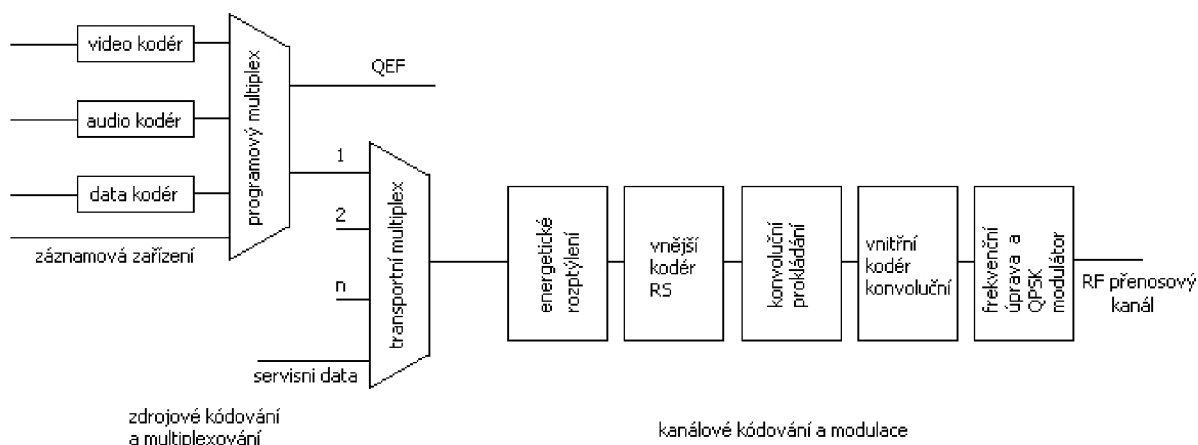 video kodér
audio kodér
data kodér
záznamová zařízení
programový multiplex
QEF
1
2
n
servisni data
transportní multiplex
energetické
rozptýlení
vnější
kodér
RS
konvoluční
prokládání
vnitřní
kodér
konvoluční
frekvenční
úprava a
QPSK
modulátor
RF přenosový
kanál
zdrojové kódování
a multiplexování
kanálové kódování a modulace